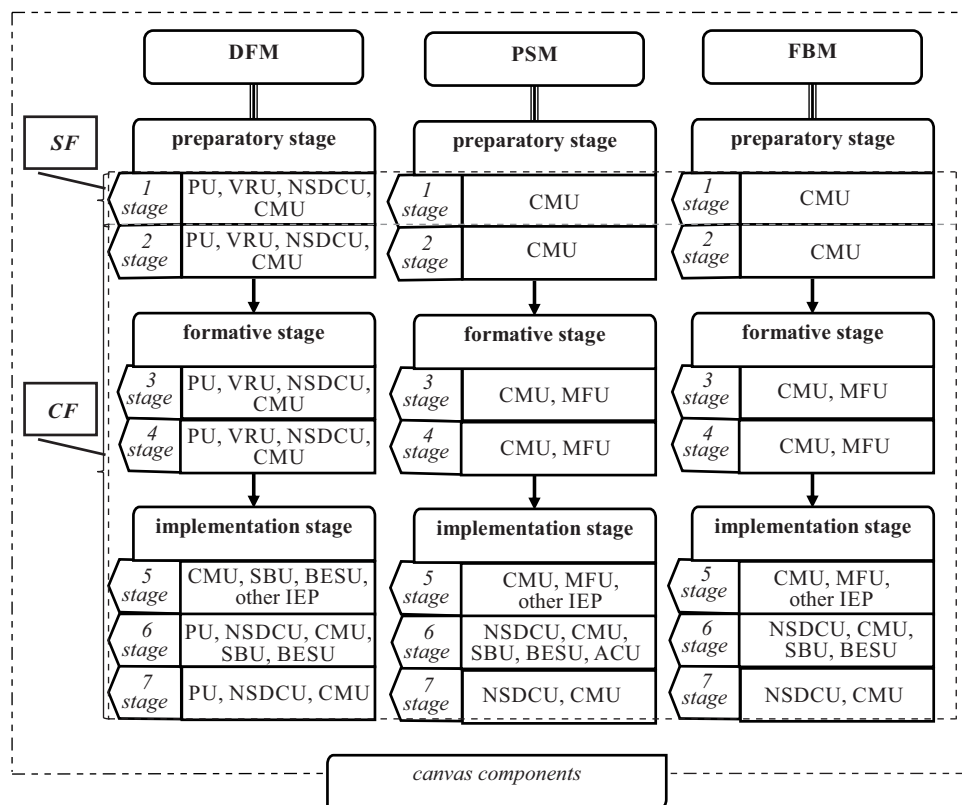 DFM
PSM
FBM
SF
CF
preparatory stage
1
stage
PU, VRU, NSDCU,
CMU
2
stage
PU, VRU, NSDCU,
CMU
formative stage
3
stage
PU, VRU, NSDCU,
CMU
4
stage
PU, VRU, NSDCU,
CMU
implementation stage
5
stage
CMU, SBU, BESU,
other IEP
6
stage
PU, NSDCU, CMU,
SBU, BESU
7
stage
PU, NSDCU, CMU
preparatory stage
1
stage
CMU
2
stage
CMU
formative stage
3
stage
CMU, MFU
4
stage
CMU, MFU
implementation stage
5
stage
CMU, MFU,
other IEP
6
stage
NSDCU, CMU,
SBU, BESU, ACU
7
stage
NSDCU, CMU
preparatory stage
1
stage
CMU
2
stage
CMU
formative stage
3
stage
CMU, MFU
4
stage
CMU, MFU
implementation stage
5
stage
CMU, MFU,
other IEP
6
stage
NSDCU, CMU,
SBU, BESU
7
stage
NSDCU, CMU
canvas components